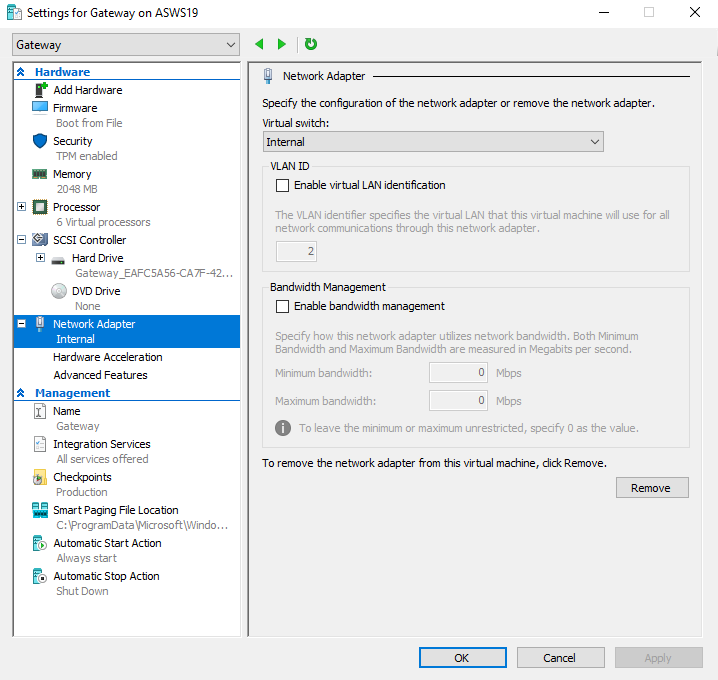 Settings for Gateway on ASWS19
Gateway
Hardware
Add Hardware
Firmware
Boot from File
Security
TPM enabled
Memory
2048 MB
Processor
6 Virtual processors
SCSI Controller
Hard Drive
Gateway_EAFC5A56-CA7F-42...
DVD Drive
None
Network Adapter
Internal
Hardware Acceleration
Advanced Features
Management
Name
Gateway
Integration Services
All services offered
Checkpoints
Production
Smart Paging File Location
C:\ProgramData\Microsoft\Windo...
Automatic Start Action
Always start
Automatic Stop Action
Shut Down
Network Adapter
Specify the configuration of the network adapter or remove the network adapter.
Virtual switch:
Internal
VLAN ID
Enable virtual LAN identification
The VLAN identifier specifies the virtual LAN that this virtual machine will use for all
network communications through this network adapter.
2
Bandwidth Management
Enable bandwidth management
Specify how this network adapter utilizes network bandwidth. Both Minimum
Bandwidth and Maximum Bandwidth are measured in Megabits per second.
Minimum bandwidth: 0 Mbps
Maximum bandwidth: 0 Mbps
To leave the minimum or maximum unrestricted, specify 0 as the value.
To remove the network adapter from this virtual machine, click Remove.
Remove
OK Cancel Apply